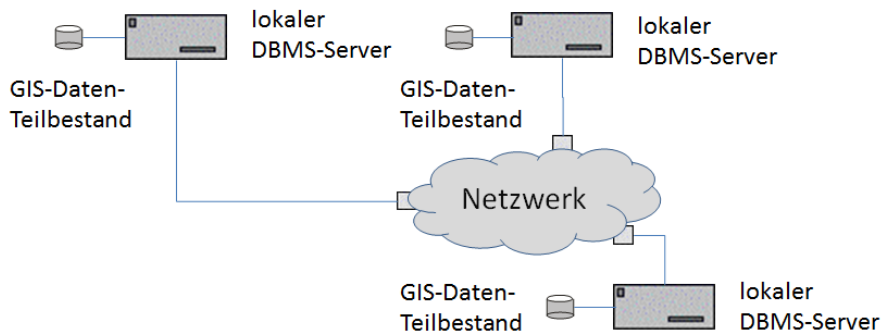 lokaler
DBMS-Server
GIS-Daten-
Teilbestand
lokaler
DBMS-Server
GIS-Daten-
Teilbestand
Netzwerk
GIS-Daten-
Teilbestand
lokaler
DBMS-Server